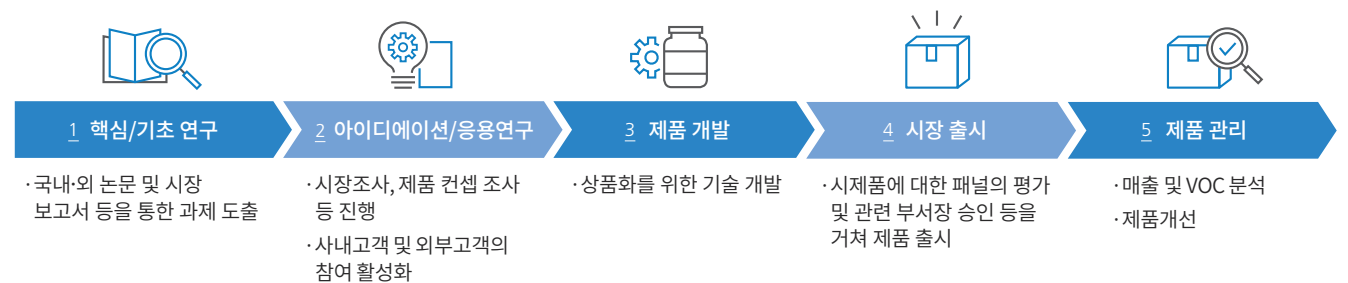 1 핵심/기초 연구
2 아이디에이션/응용연구
3 제품 개발
4 시장 출시
5 제품 관리
·국내·외 논문 및 시장
보고서 등을 통한 과제 도출
·시장조사, 제품 컨셉 조사
등 진행
·사내고객 및 외부고객의
참여 활성화
·상품화를 위한 기술 개발
·시제품에 대한 패널의 평가
및 관련 부서장 승인 등을
거쳐 제품 출시
·매출 및 VOC 분석
·제품개선